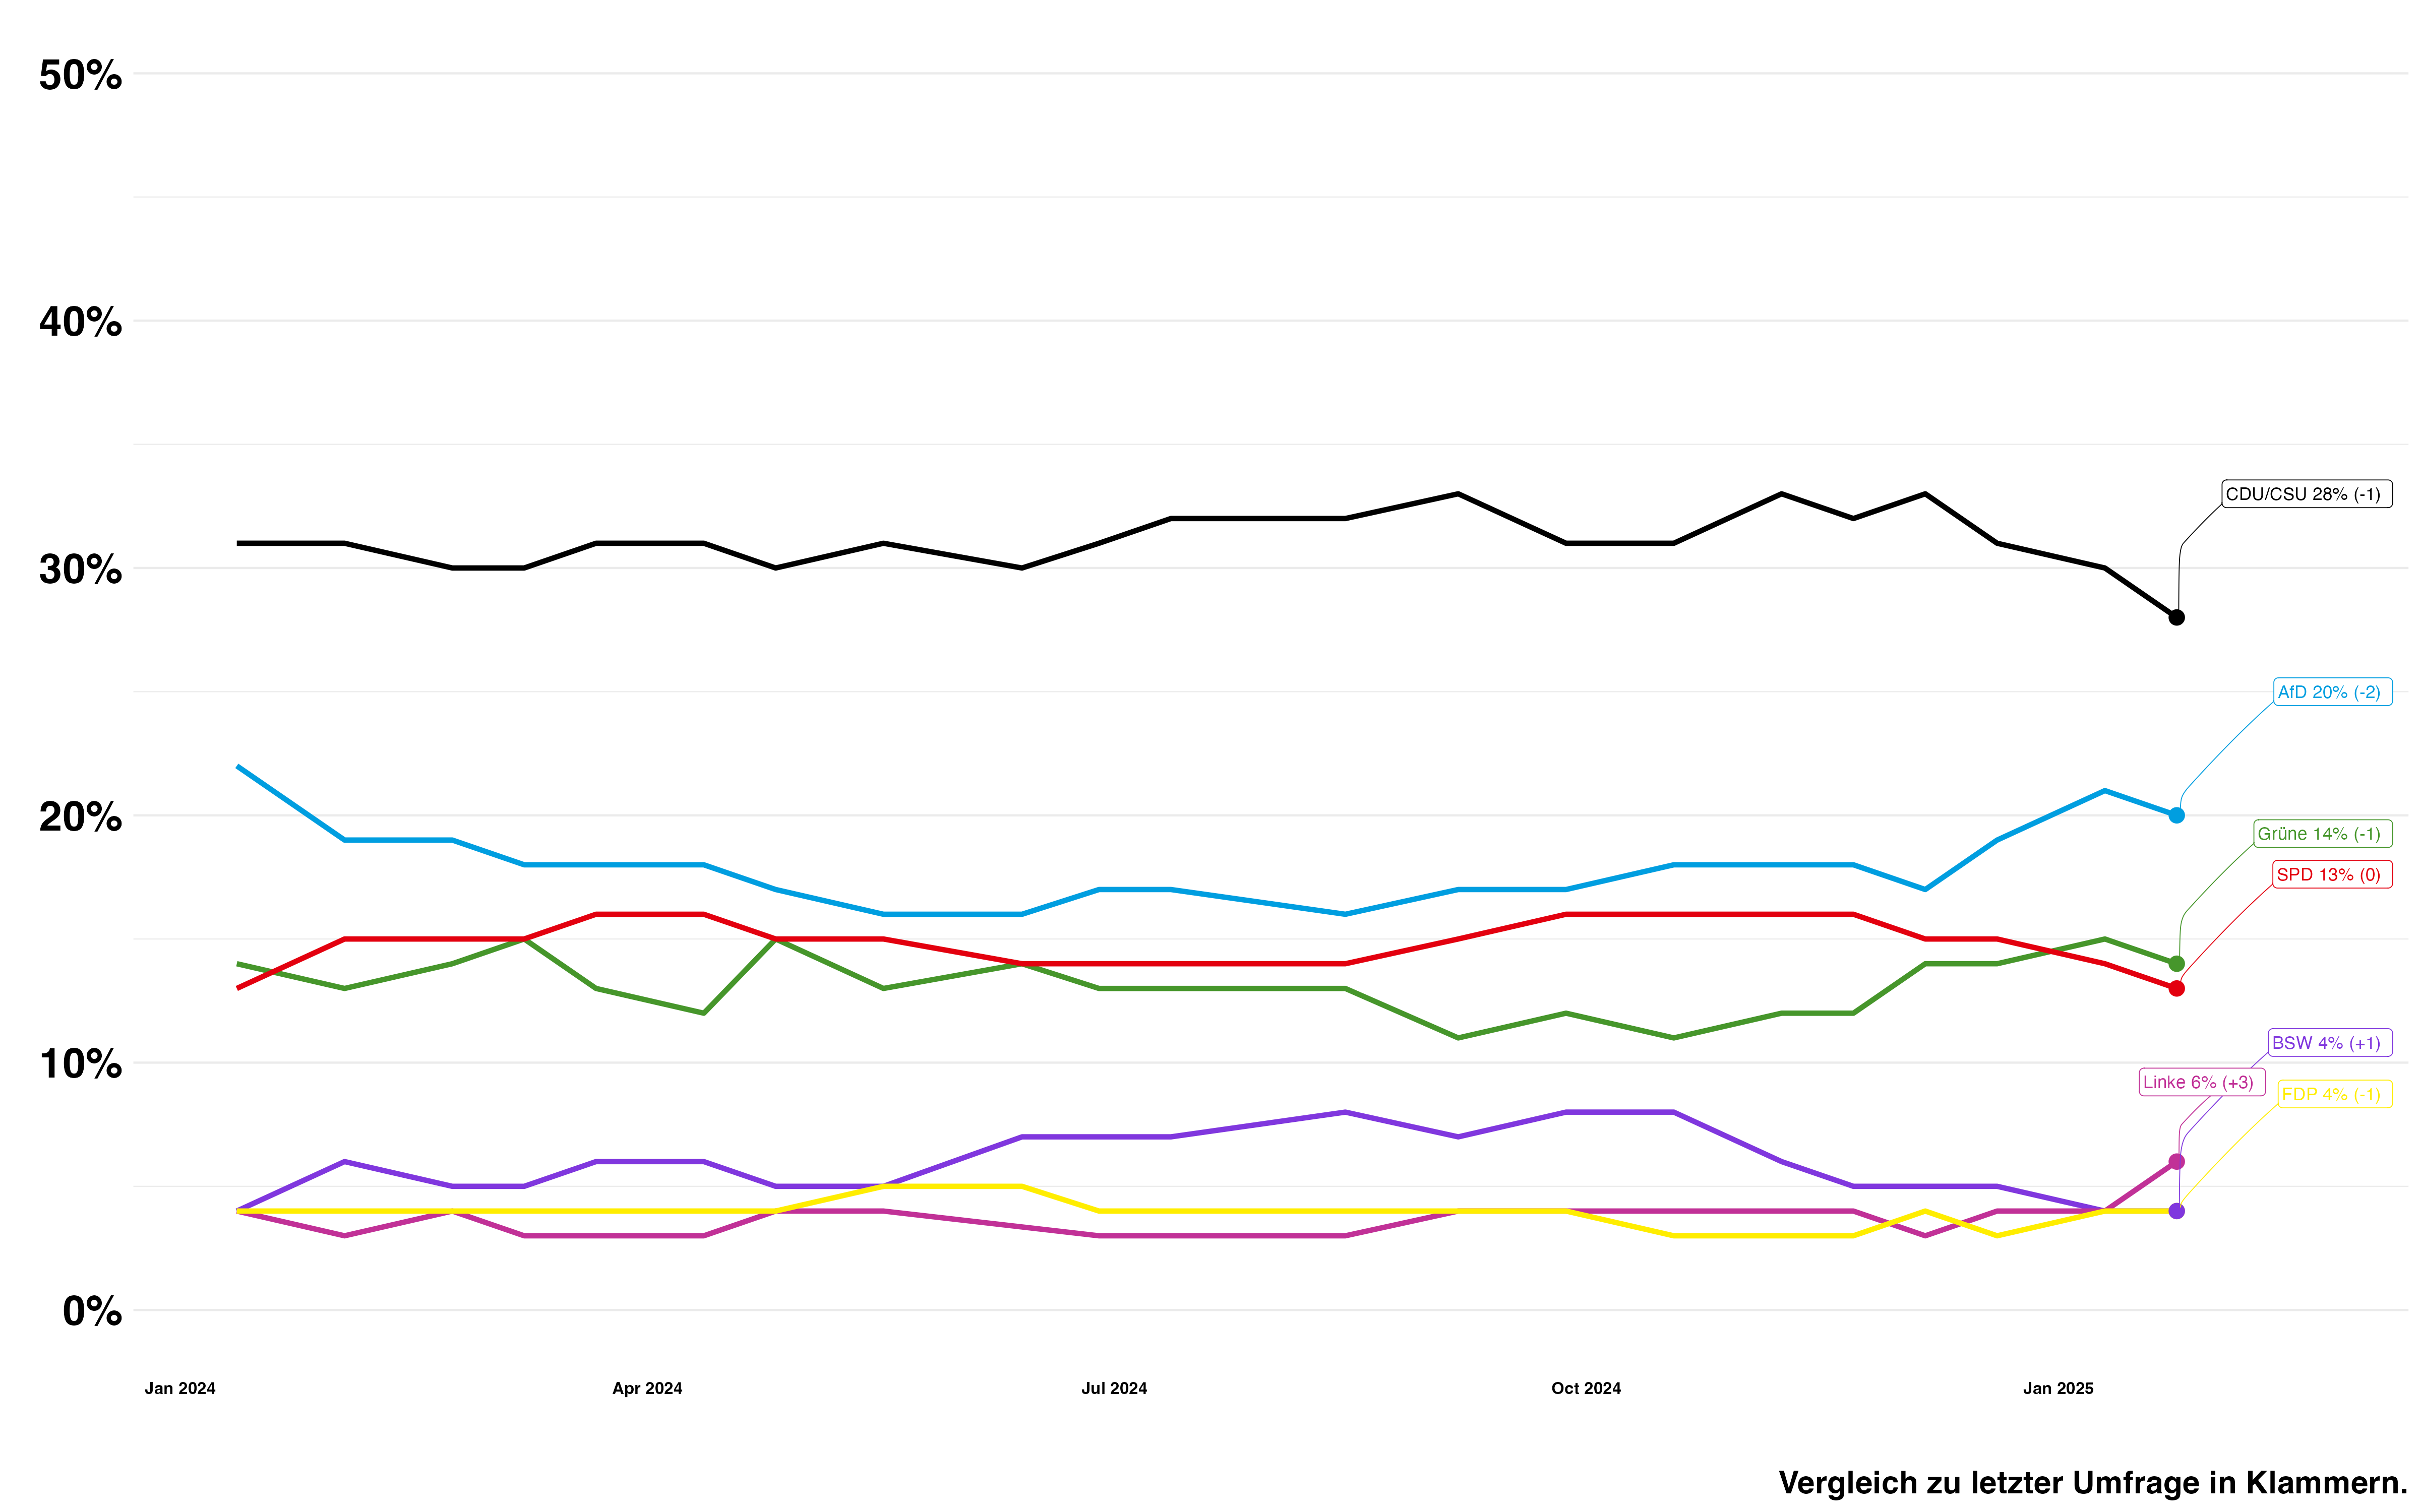 50%
40%
30%
20%
10%
0%
CDU/CSU 28% (-1)
AfD 20% (-2)
Grüne 14% (-1)
SPD 13% (0)
BSW 4% (+1)
Linke 6% (+3)
FDP 4% (-1)
Jan 2024
Apr 2024
Jul 2024
Oct 2024
Jan 2025
Vergleich zu letzter Umfrage in Klammern.